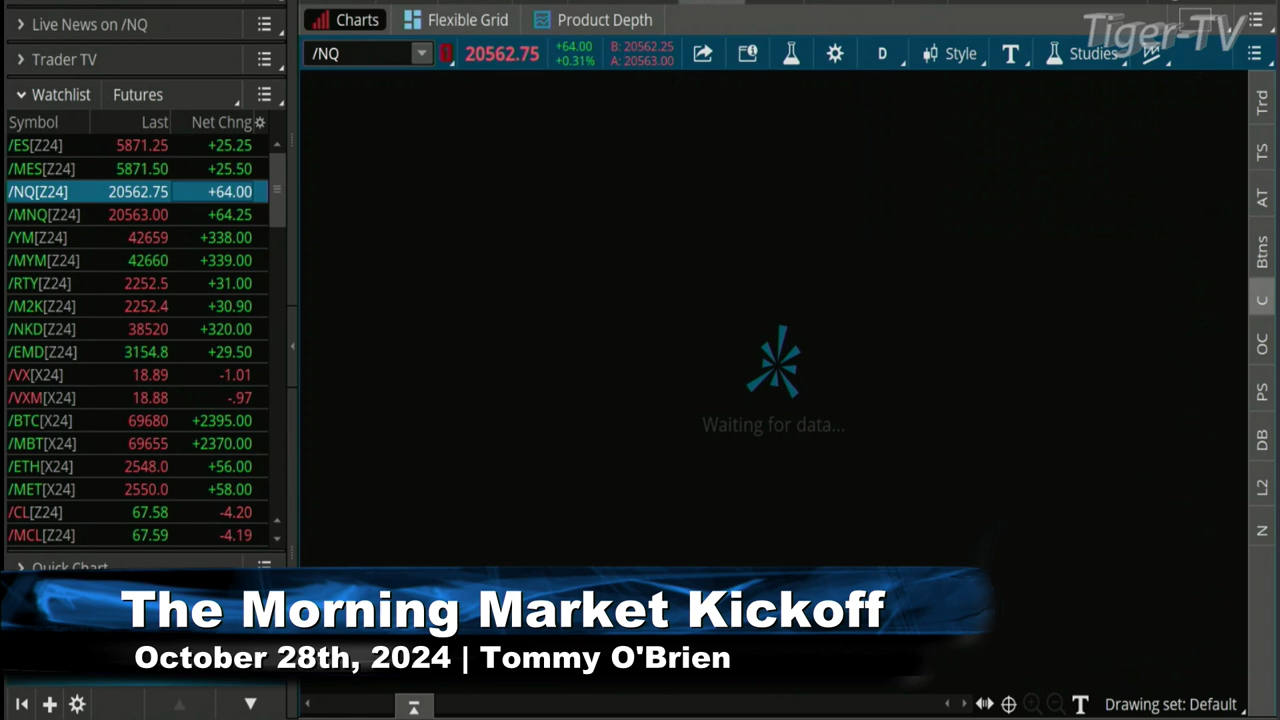 Live News on /NQ
Trader TV
Watchlist Futures
Symbol Last Net Chng
/ES[Z24] 5871.25 +25.25
/MES[Z24] 5871.50 +25.50
/NQ[Z24] 20562.75 +64.00
/MNQ[Z24] 20563.00 +64.25
/YM[Z24] 42659 +338.00
/MYM[Z24] 42660 +339.00
/RTY[Z24] 2252.5 +31.00
/M2K[Z24] 2252.4 +30.90
/NKD[Z24] 38520 +320.00
/EMD[Z24] 3154.8 +29.50
/VX[X24] 18.89 -1.01
/VXM[X24] 18.88 -.97
/BTC[X24] 69680 +2395.00
/MBT[X24] 69655 +2370.00
/ETH[X24] 2548.0 +56.00
/MET[X24] 2550.0 +58.00
/CL[Z24] 67.58 -4.20
/MCL[Z24] 67.59 -4.19
Quick Chart
Charts Flexible Grid Product Depth
Tiger-TV
/NQ 20562.75 +64.00 B: 20562.25
+0.31% A: 20563.00
D Style T Studies
Waiting for data...
Trd
TS
AT
Btns
C
OC
PS
DB
L2
N
The Morning Market Kickoff
October 28th, 2024 | Tommy O'Brien
T Drawing set: Default